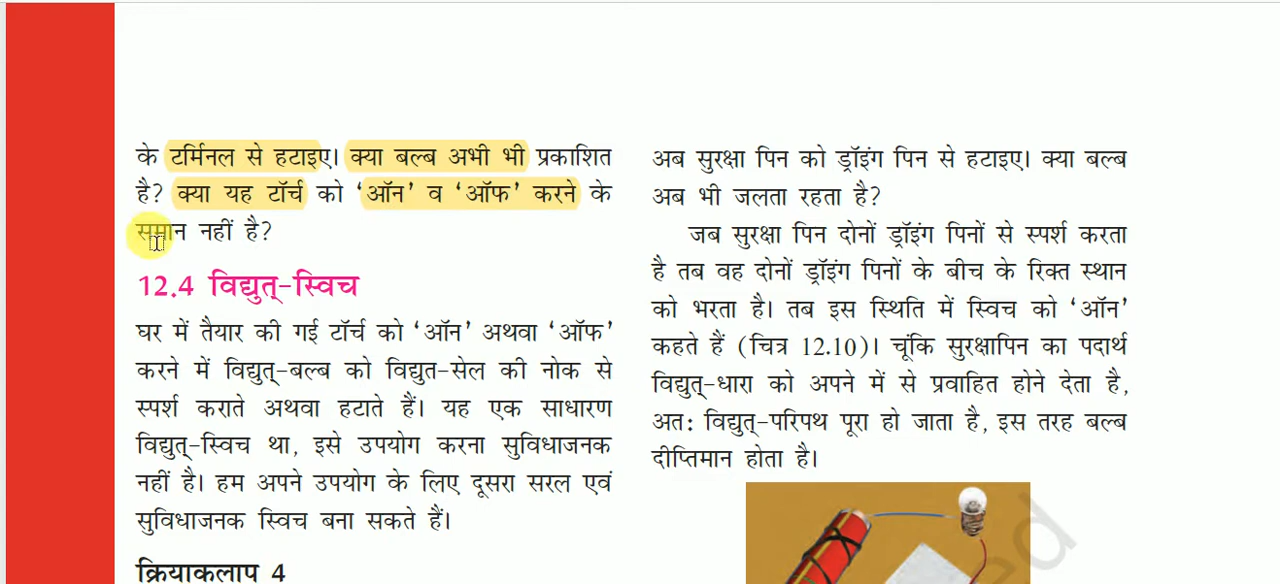 के टर्मिनल से हटाइए। क्या बल्ब अभी भी प्रकाशित
है? क्या यह टॉर्च को ‘ऑन’ व ‘ऑफ’ करने के
समान नहीं है?
12.4 विद्युत्-स्विच
घर में तैयार की गई टॉर्च को ‘ऑन’ अथवा ‘ऑफ’
करने में विद्युत्-बल्ब को विद्युत-सेल की नोक से
स्पर्श कराते अथवा हटाते हैं। यह एक साधारण
विद्युत्-स्विच था, इसे उपयोग करना सुविधाजनक
नहीं है। हम अपने उपयोग के लिए दूसरा सरल एवं
सुविधाजनक स्विच बना सकते हैं।
क्रियाकलाप 4
अब सुरक्षा पिन को ड्रॉइंग पिन से हटाइए। क्या बल्ब
अब भी जलता रहता है?
जब सुरक्षा पिन दोनों ड्रॉइंग पिनों से स्पर्श करता
है तब वह दोनों ड्रॉइंग पिनों के बीच के रिक्त स्थान
को भरता है। तब इस स्थिति में स्विच को ‘ऑन’
कहते हैं (चित्र 12.10)। चूंकि सुरक्षापिन का पदार्थ
विद्युत्-धारा को अपने में से प्रवाहित होने देता है,
अत: विद्युत्-परिपथ पूरा हो जाता है, इस तरह बल्ब
दीप्तिमान होता है।